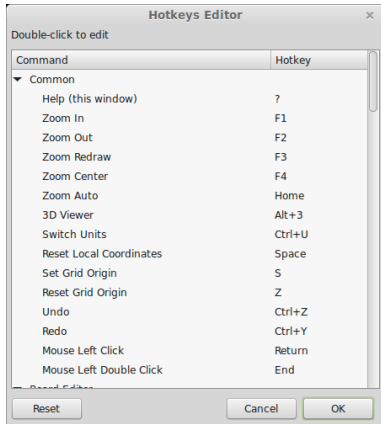 Hotkeys Editor ×
Double-click to edit
Command Hotkey
Common
Help (this window) ?
Zoom In F1
Zoom Out F2
Zoom Redraw F3
Zoom Center F4
Zoom Auto Home
3D Viewer Alt+3
Switch Units Ctrl+U
Reset Local Coordinates Space
Set Grid Origin S
Reset Grid Origin Z
Undo Ctrl+Z
Redo Ctrl+Y
Mouse Left Click Return
Mouse Left Double Click End
Board Editor
Reset Cancel OK